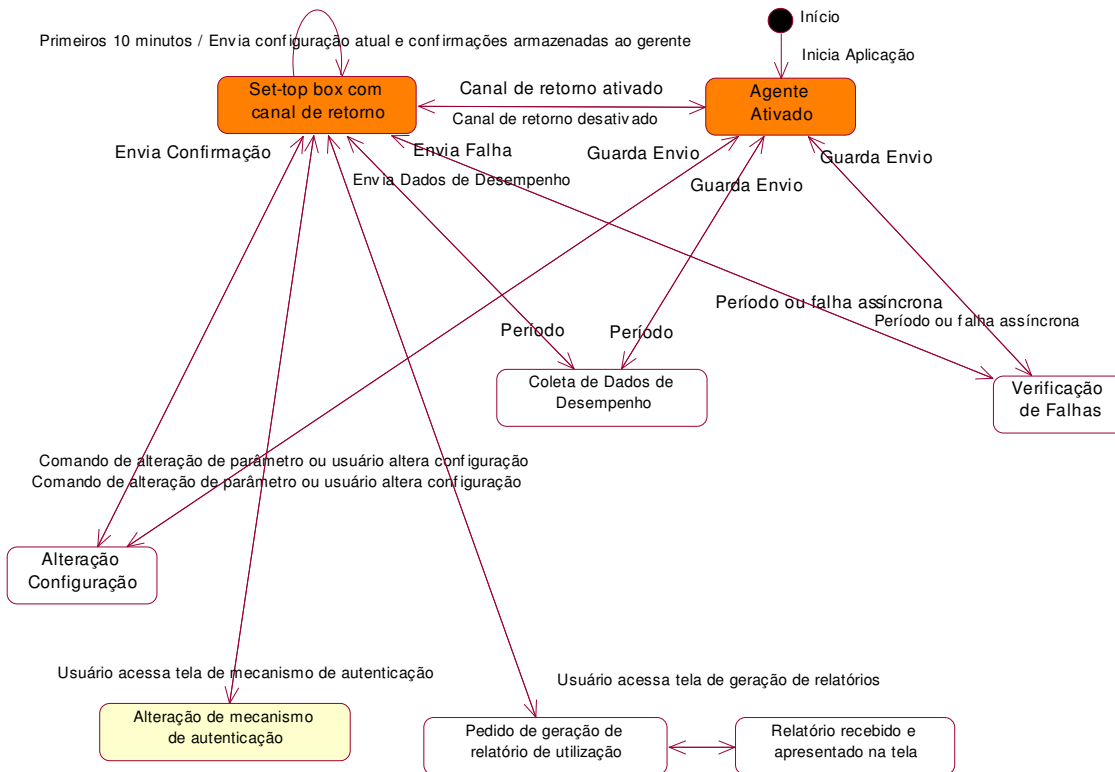 Início
Primeiros 10 minutos / Envia configuração atual e confirmações armazenadas ao gerente
Inicia Aplicação
Set-top box com
canal de retorno
Canal de retorno ativado
Canal de retorno desativado
Agente
Ativado
Envia Confirmação
Envia Falha
Guarda Envio
Guarda Envio
Envia Dados de Desempenho
Guarda Envio
Período ou falha assíncrona
Período ou falha assíncrona
Período
Período
Coleta de Dados de
Desempenho
Verificação
de Falhas
Comando de alteração de parâmetro ou usuário altera configuração
Comando de alteração de parâmetro ou usuário altera configuração
Alteração
Configuração
Usuário acessa tela de mecanismo de autenticação
Usuário acessa tela de geração de relatórios
Alteração de mecanismo
de autenticação
Pedido de geração de
relatório de utilização
Relatório recebido e
apresentado na tela